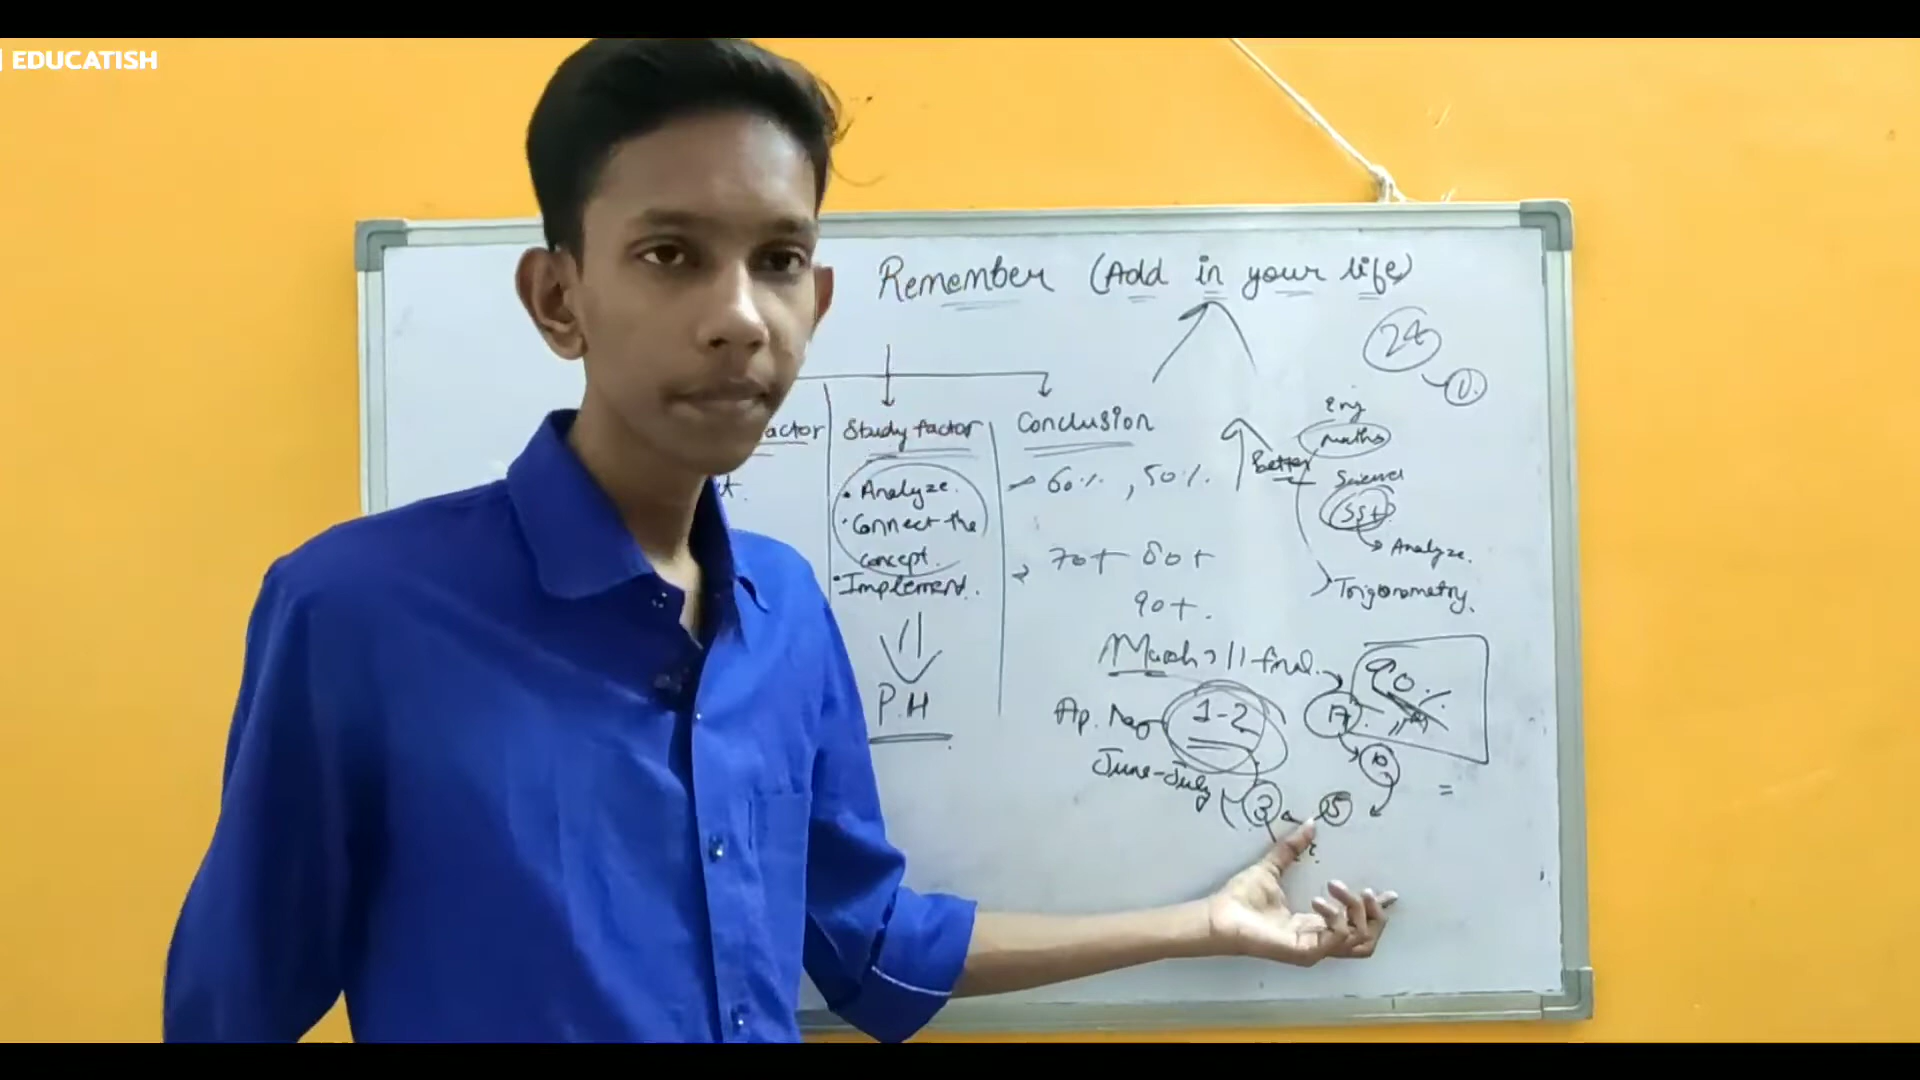 EDUCATISH
Remember (Add in your life)
24
1.
actor
Study factor
Conclusion
t.
• Analyze.
• Connect the
concept.
• Implement.
P.H
60%, 50%.
70+ 80+
90+.
Better
Eng
maths
Science
SSt
Analyze.
Trigonometry.
March 11 final.
90%
17
10
Ap. May
1-2
June-July
3
5
=